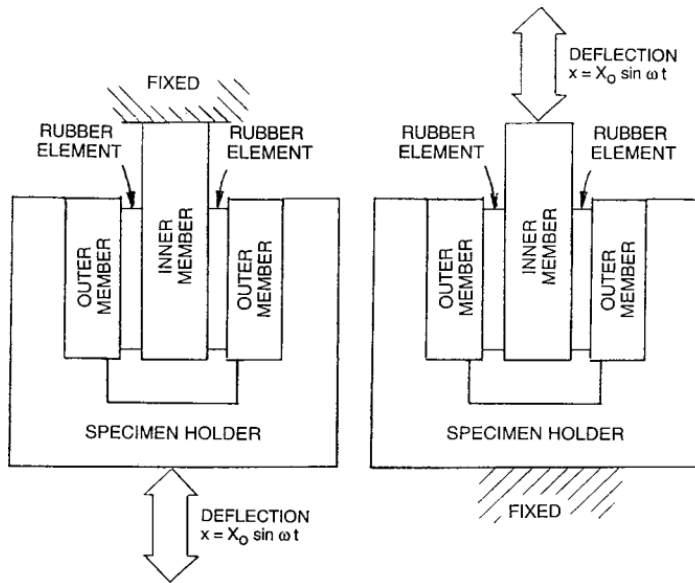 FIXED
RUBBER
ELEMENT
RUBBER
ELEMENT
OUTER
MEMBER
INNER
MEMBER
OUTER
MEMBER
SPECIMEN HOLDER
DEFLECTION
x = X₀ sin ω t
DEFLECTION
x = X₀ sin ω t
RUBBER
ELEMENT
RUBBER
ELEMENT
OUTER
MEMBER
INNER
MEMBER
OUTER
MEMBER
SPECIMEN HOLDER
FIXED